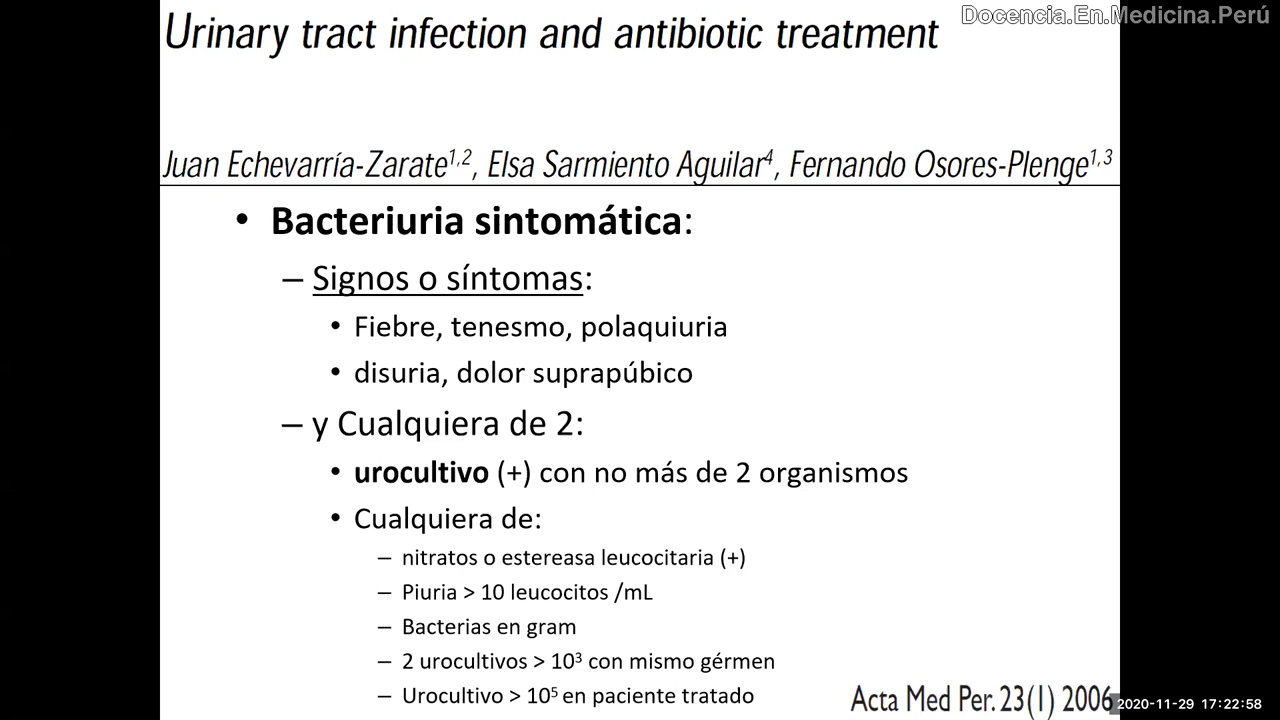 Docencia.En.Medicina.Perú
Urinary tract infection and antibiotic treatment
Juan Echevarría-Zarate1,2, Elsa Sarmiento Aguilar4, Fernando Osores-Plenge1,3
• Bacteriuria sintomática:
– Signos o síntomas:
• Fiebre, tenesmo, polaquiuria
• disuria, dolor suprapúbico
– y Cualquiera de 2:
• urocultivo (+) con no más de 2 organismos
• Cualquiera de:
– nitratos o estereasa leucocitaria (+)
– Piuria > 10 leucocitos /mL
– Bacterias en gram
– 2 urocultivos > 10³ con mismo gérmen
– Urocultivo > 10⁵ en paciente tratado
Acta Med Per. 23(1) 2006
2020-11-29 17:22:58